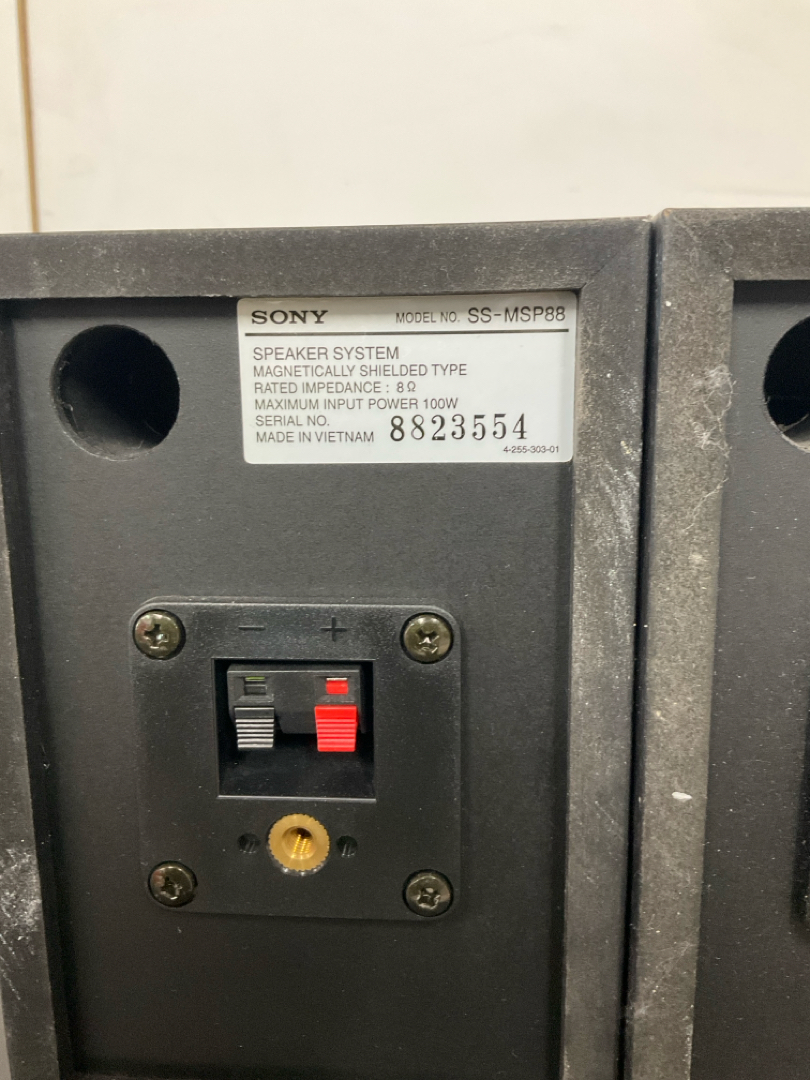 SONY MODEL NO. SS-MSP88
SPEAKER SYSTEM
MAGNETICALLY SHIELDED TYPE
RATED IMPEDANCE : 8Ω
MAXIMUM INPUT POWER 100W
SERIAL NO.
MADE IN VIETNAM 8823554
4-255-303-01
− +